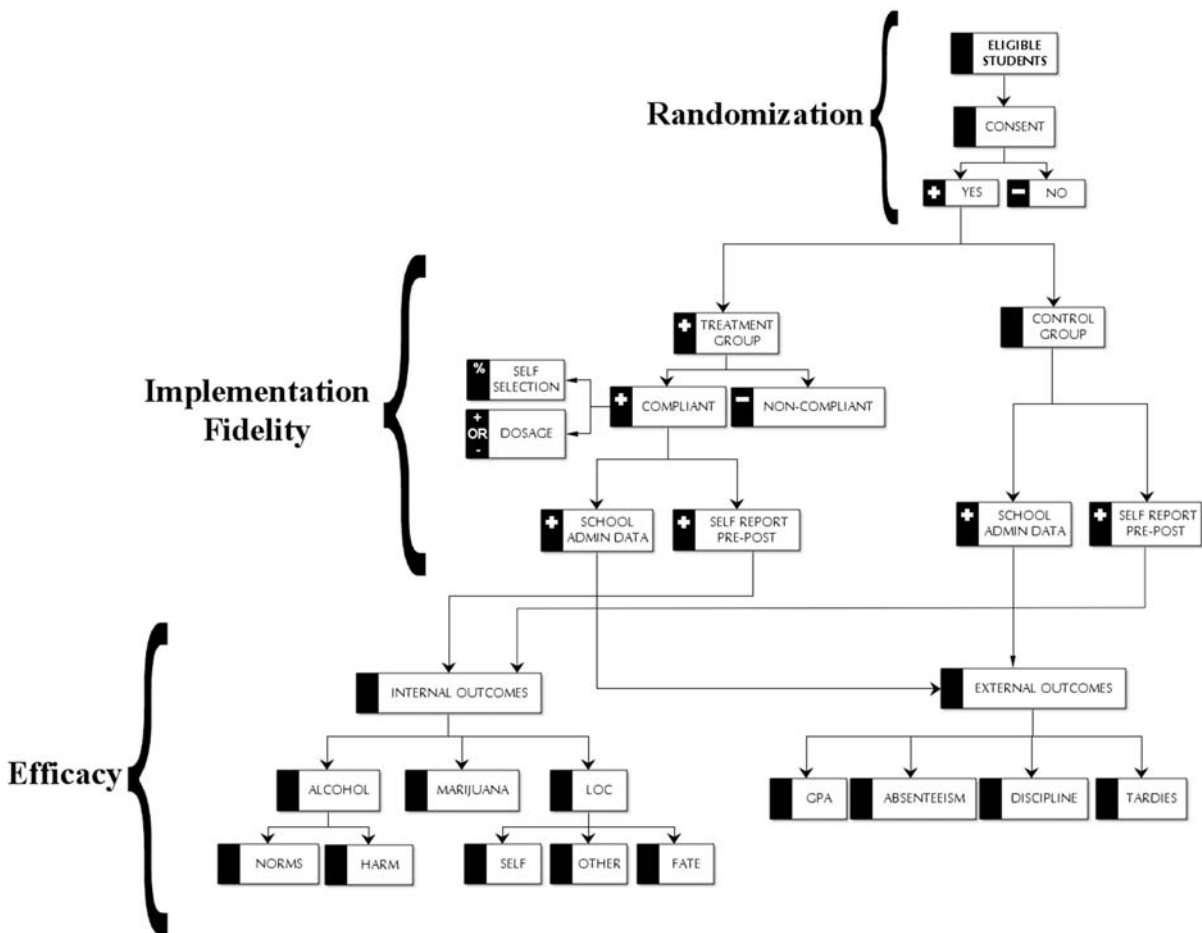 ELIGIBLE
STUDENTS
Randomization
CONSENT
+ YES
- NO
+ TREATMENT
GROUP
CONTROL
GROUP
Implementation
Fidelity
% SELF
SELECTION
+ COMPLIANT
- NON-COMPLIANT
+
OR DOSAGE
-
+ SCHOOL
ADMIN DATA
+ SELF REPORT
PRE-POST
+ SCHOOL
ADMIN DATA
+ SELF REPORT
PRE-POST
Efficacy
INTERNAL OUTCOMES
EXTERNAL OUTCOMES
ALCOHOL
MARIJUANA
LOC
GPA
ABSENTEEISM
DISCIPLINE
TARDIES
NORMS
HARM
SELF
OTHER
FATE